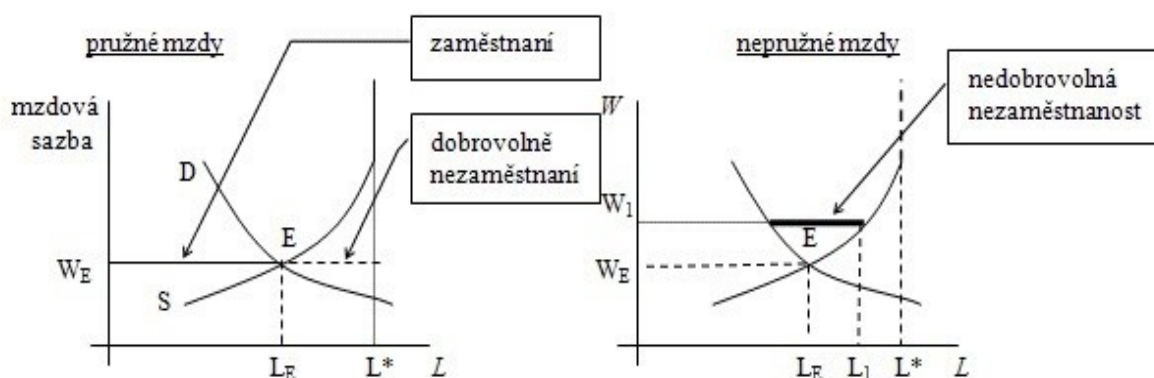 pružné mzdy
zaměstnaní
nepružné mzdy
nedobrovolná
nezaměstnanost
mzdová
sazba
D
dobrovolně
nezaměstnaní
E
W_E
S
L_E
L*
L
W
W_1
E
W_E
L_E
L_1
L*
L